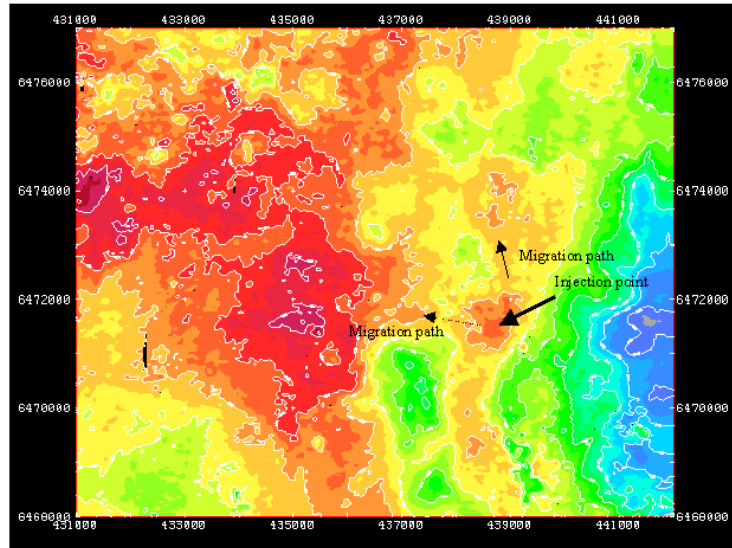 431000 433000 435000 437000 439000 441000
6476000 6476000
6474000 6474000
Migration path
Injection point
6472000 6472000
Migration path
6470000 6470000
6468000 6468000
431000 433000 435000 437000 439000 441000